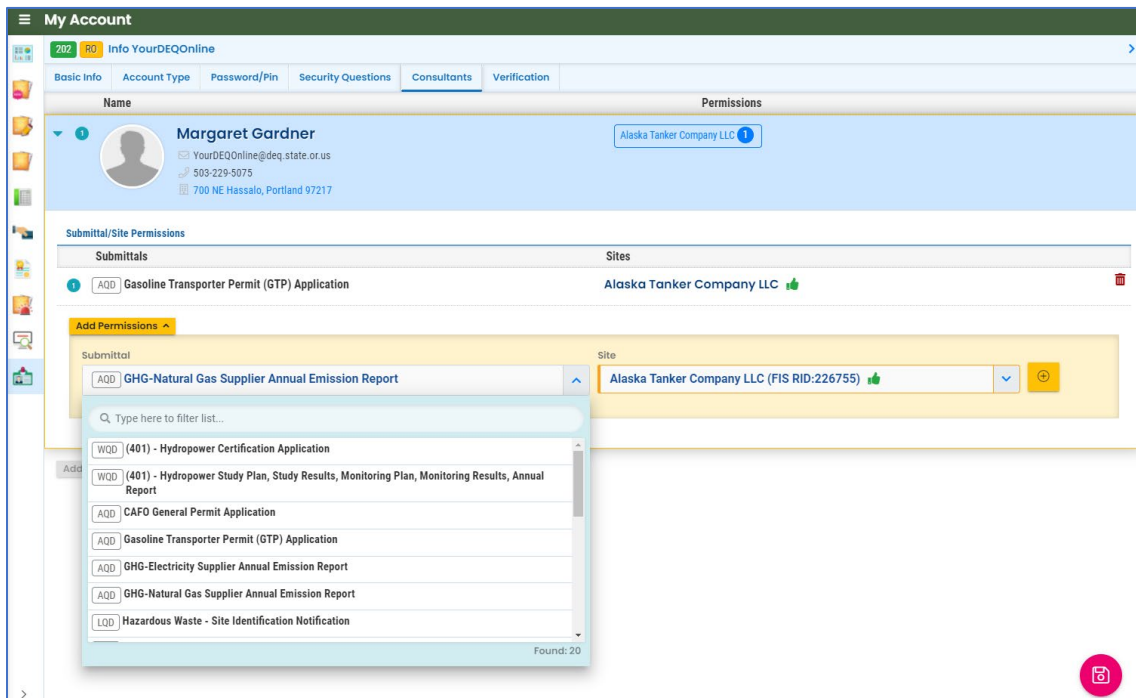 My Account
202 RO Info YourDEQOnline
Basic Info Account Type Password/Pin Security Questions Consultants Verification
Name Permissions
1 Margaret Gardner Alaska Tanker Company LLC 1
YourDEQOnline@deq.state.or.us
503-229-5075
700 NE Hassalo, Portland 97217
Submittal/Site Permissions
Submittals Sites
1 AQD Gasoline Transporter Permit (GTP) Application Alaska Tanker Company LLC
Add Permissions
Submittal Site
AQD GHG-Natural Gas Supplier Annual Emission Report Alaska Tanker Company LLC (FIS RID:226755)
Type here to filter list...
WQD (401) - Hydropower Certification Application
Add
WQD (401) - Hydropower Study Plan, Study Results, Monitoring Plan, Monitoring Results, Annual
Report
AQD CAFO General Permit Application
AQD Gasoline Transporter Permit (GTP) Application
AQD GHG-Electricity Supplier Annual Emission Report
AQD GHG-Natural Gas Supplier Annual Emission Report
LQD Hazardous Waste - Site Identification Notification
Found: 20